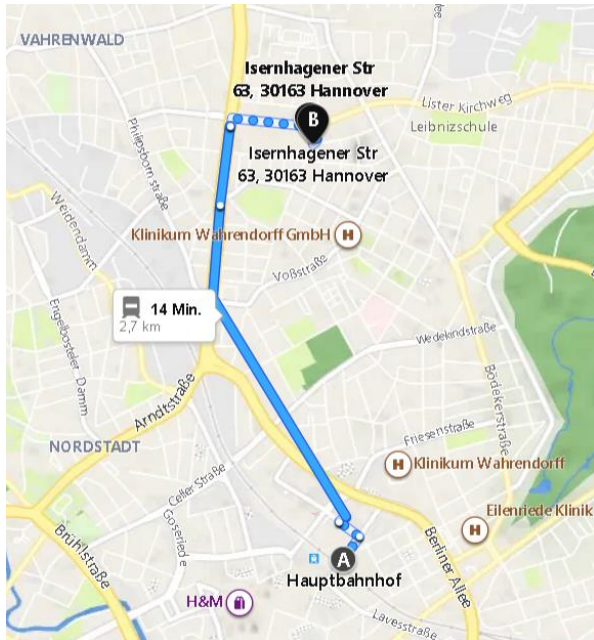 VAHRENWALD
Isernhagener Str
63, 30163 Hannover
B
Lister Kirchweg
Leibnizschule
Isernhagener Str
63, 30163 Hannover
Philipsbornstraße
Weidendamm
Klinikum Wahrendorff GmbH
H
Voßstraße
14 Min.
2,7 km
Engelbosteler Damm
Wedekindstraße
Bödekerstraße
Arndtstraße
NORDSTADT
Friesenstraße
H
Klinikum Wahrendorff
Celler Straße
Goseriede
Eilenriede Klinik
H
Brühlstraße
Berliner Allee
A
Hauptbahnhof
H&M
Lavesstraße